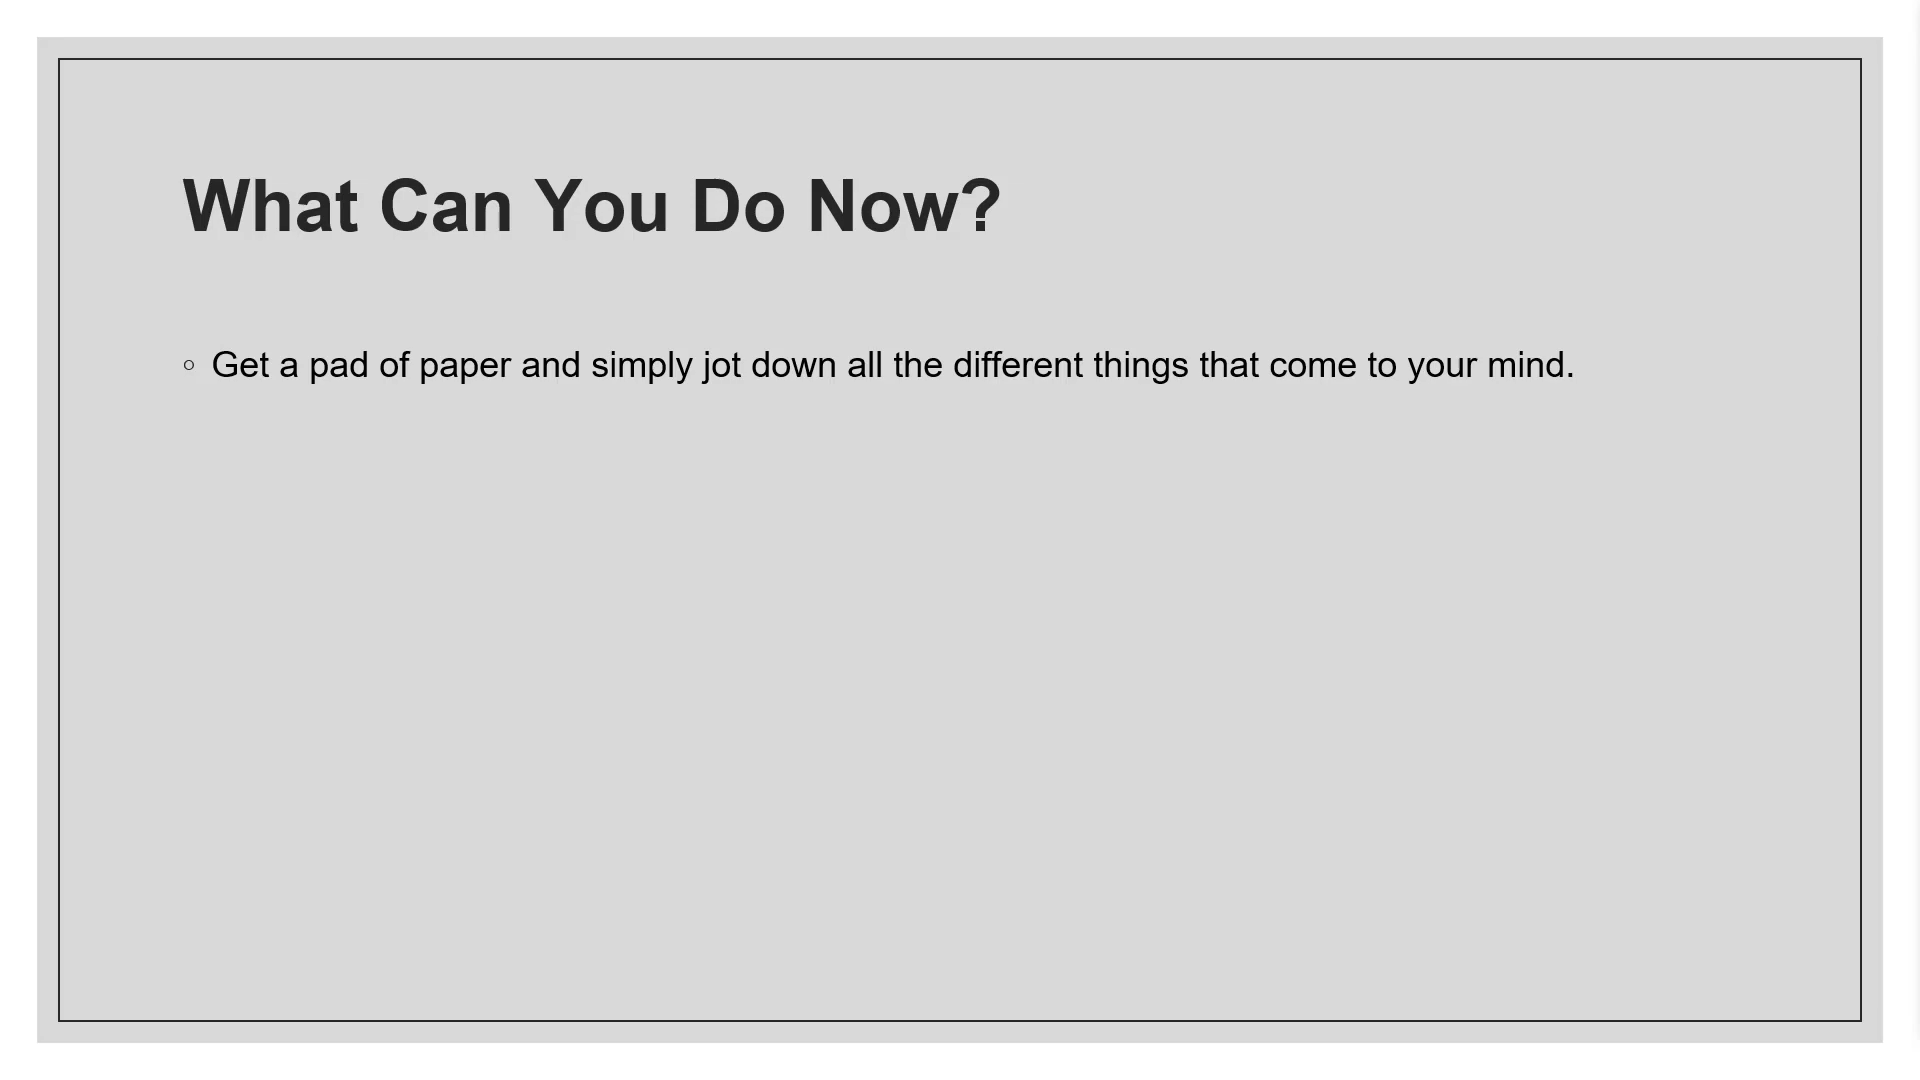 What Can You Do Now?
◦ Get a pad of paper and simply jot down all the different things that come to your mind.